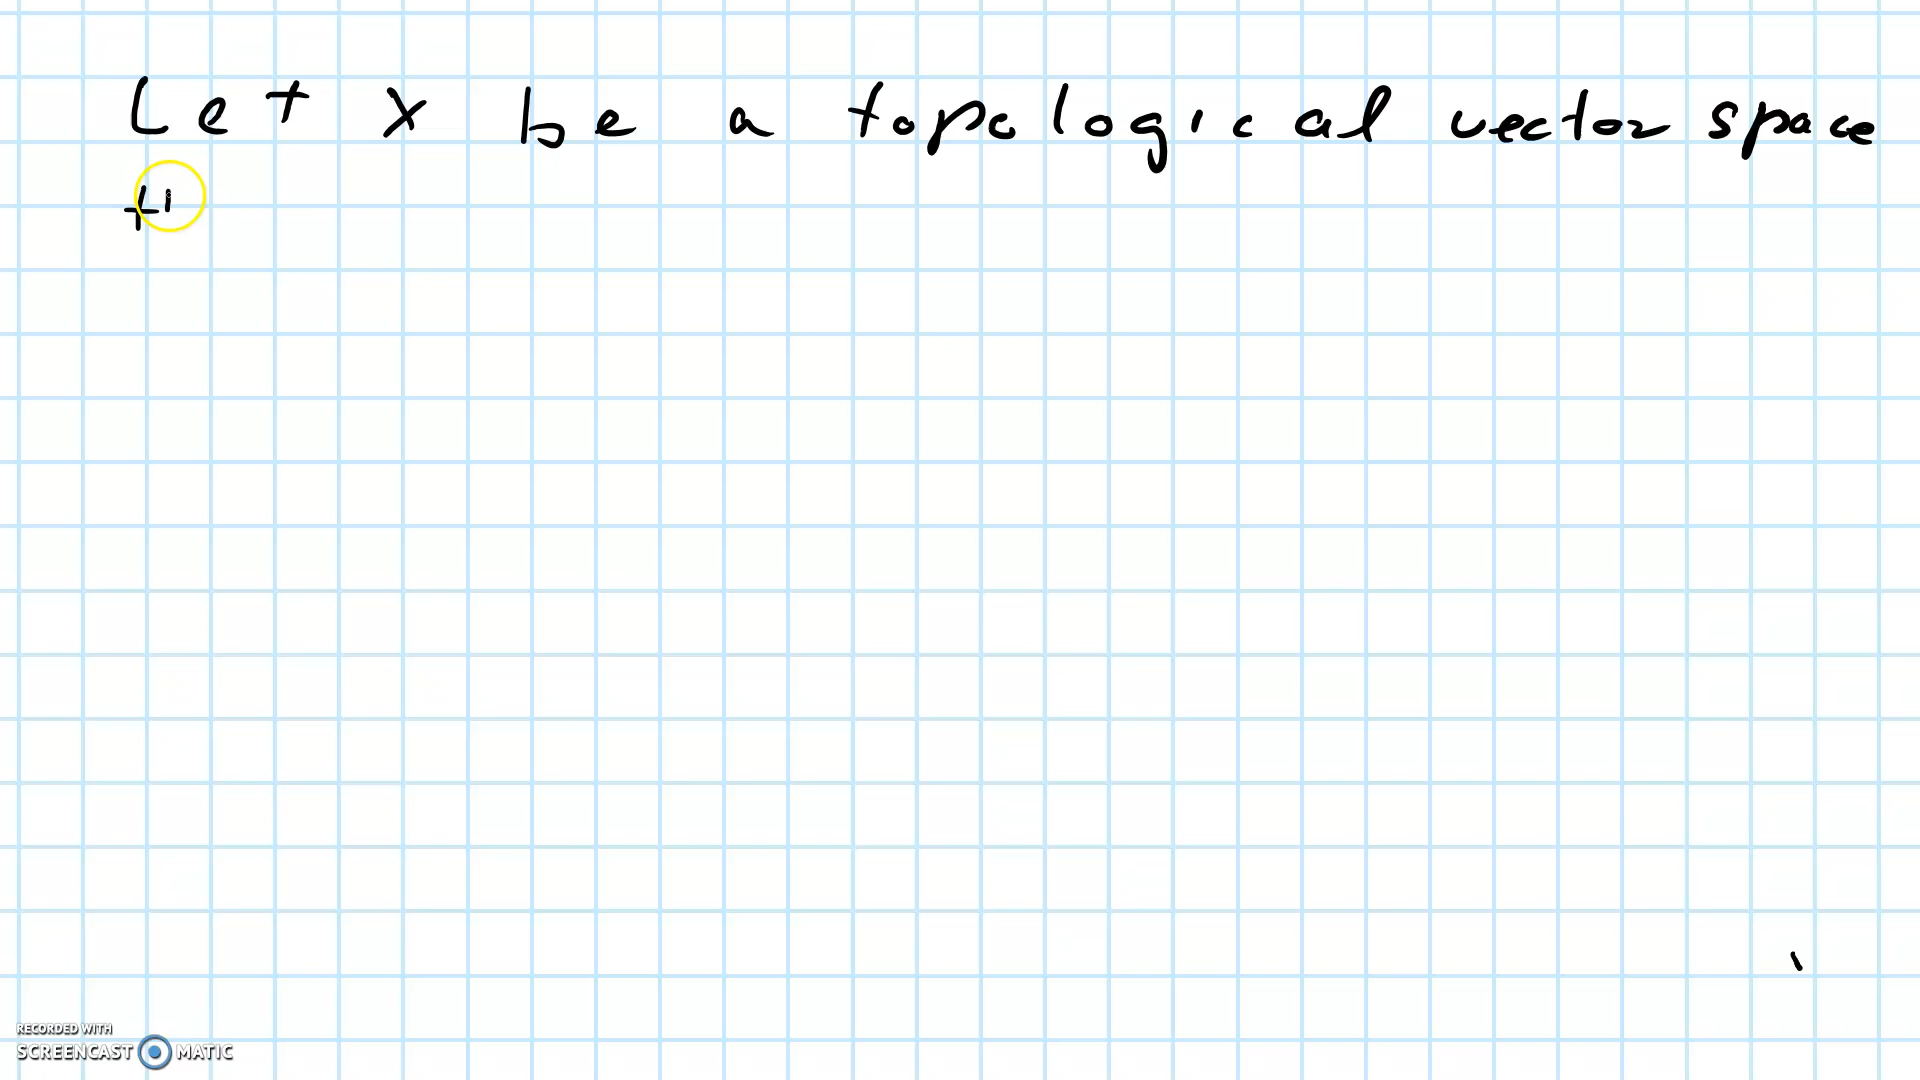 Let X be a topological vector space
RECORDED WITH
SCREENCAST MATIC